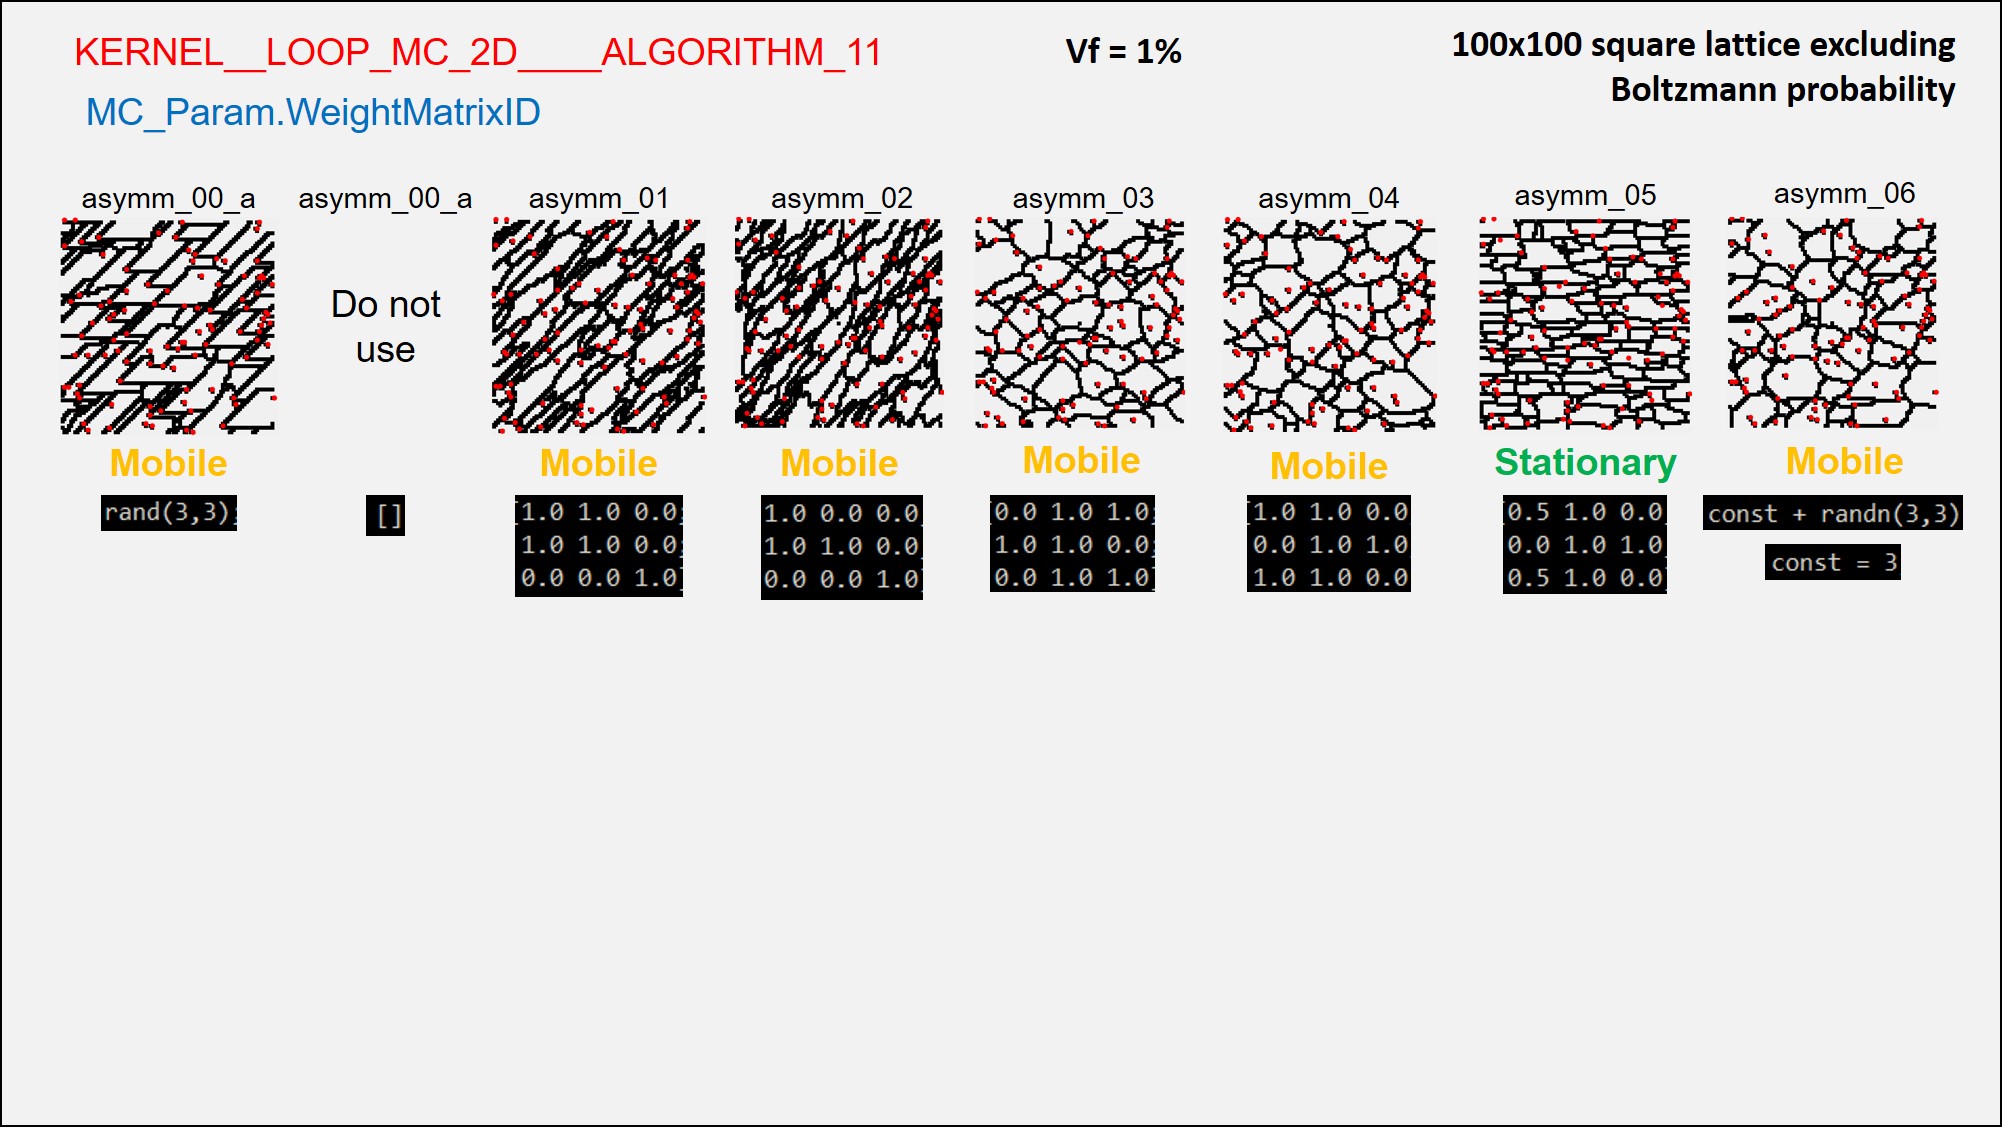 KERNEL__LOOP_MC_2D____ALGORITHM_11
Vf = 1%
100x100 square lattice excluding
Boltzmann probability
MC_Param.WeightMatrixID
asymm_00_a
asymm_00_a
asymm_01
asymm_02
asymm_03
asymm_04
asymm_05
asymm_06
Do not
use
Mobile
Mobile
Mobile
Mobile
Mobile
Stationary
Mobile
rand(3,3);
[]
[1.0 1.0 0.0;
1.0 1.0 0.0;
0.0 0.0 1.0]
1.0 0.0 0.0
1.0 1.0 0.0
0.0 0.0 1.0]
[0.0 1.0 1.0;
1.0 1.0 0.0;
0.0 1.0 1.0]
[1.0 1.0 0.0
0.0 1.0 1.0
1.0 1.0 0.0
[0.5 1.0 0.0
0.0 1.0 1.0
0.5 1.0 0.0]
const + randn(3,3)
const = 3